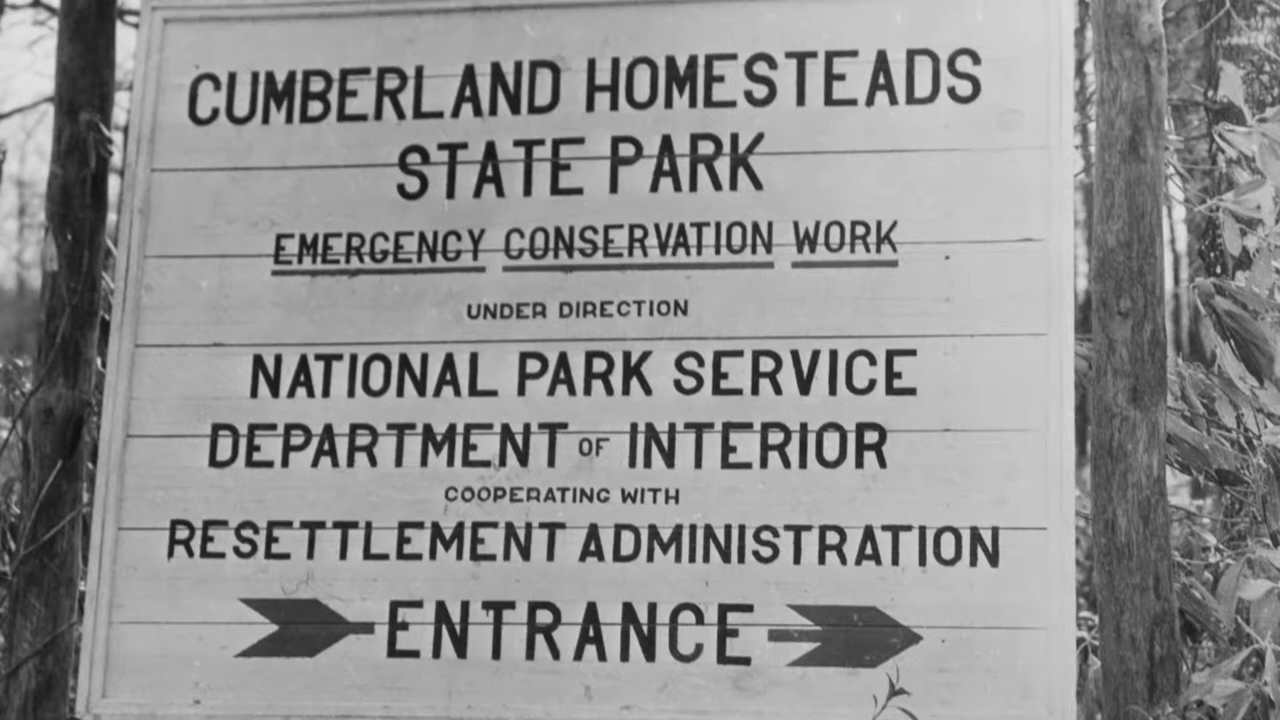 CUMBERLAND HOMESTEADS
STATE PARK
EMERGENCY CONSERVATION WORK
UNDER DIRECTION
NATIONAL PARK SERVICE
DEPARTMENT OF INTERIOR
COOPERATING WITH
RESETTLEMENT ADMINISTRATION
ENTRANCE